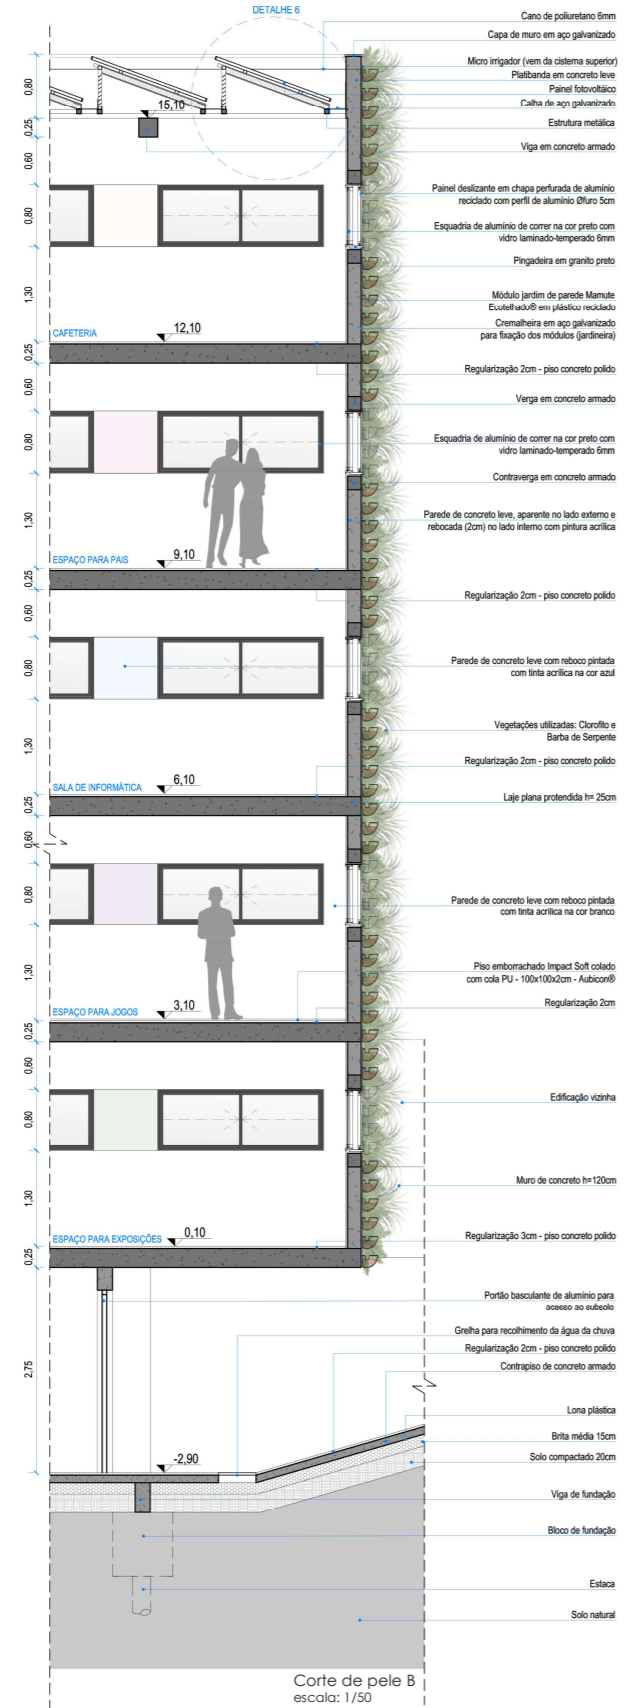 DETALHE 6
Cano de poliuretano 6mm
Capa de muro em aço galvanizado
Micro irrigador (vem da cisterna superior)
Platibanda em concreto leve
Painel fotovoltáico
Calha de aço galvanizado
Estrutura metálica
Viga em concreto armado
0,80
15,10
0,25
0,60
0,80
Painel deslizante em chapa perfurada de alumínio
reciclado com perfil de alumínio Øfuro 5cm
Esquadria de alumínio de correr na cor preto com
vidro laminado-temperado 6mm
Pingadeira em granito preto
1,30
Módulo jardim de parede Mamute
Ecotelhado® em plástico reciclado
Cremalheira em aço galvanizado
para fixação dos módulos (jardineira)
CAFETERIA
12,10
0,25
Regularização 2cm - piso concreto polido
0,60
Verga em concreto armado
0,80
Esquadria de alumínio de correr na cor preto com
vidro laminado-temperado 6mm
Contraverga em concreto armado
1,30
Parede de concreto leve, aparente no lado externo e
rebocada (2cm) no lado interno com pintura acrílica
ESPAÇO PARA PAIS
9,10
0,25
Regularização 2cm - piso concreto polido
0,60
0,80
Parede de concreto leve com reboco pintada
com tinta acrílica na cor azul
1,30
Vegetações utilizadas: Clorofito e
Barba de Serpente
Regularização 2cm - piso concreto polido
SALA DE INFORMÁTICA
6,10
0,25
Laje plana protendida h= 25cm
0,60
0,80
Parede de concreto leve com reboco pintada
com tinta acrílica na cor branco
1,30
Piso emborrachado Impact Soft colado
com cola PU - 100x100x2cm - Aubicon®
ESPAÇO PARA JOGOS
3,10
Regularização 2cm
0,25
0,60
0,80
Edificação vizinha
1,30
Muro de concreto h=120cm
ESPAÇO PARA EXPOSIÇÕES
0,10
Regularização 3cm - piso concreto polido
0,25
Portão basculante de alumínio para
acesso ao subsolo
Grelha para recolhimento da água da chuva
Regularização 2cm - piso concreto polido
Contrapiso de concreto armado
2,75
Lona plástica
Brita média 15cm
-2,90
Solo compactado 20cm
Viga de fundação
Bloco de fundação
Estaca
Solo natural
Corte de pele B
escala: 1/50